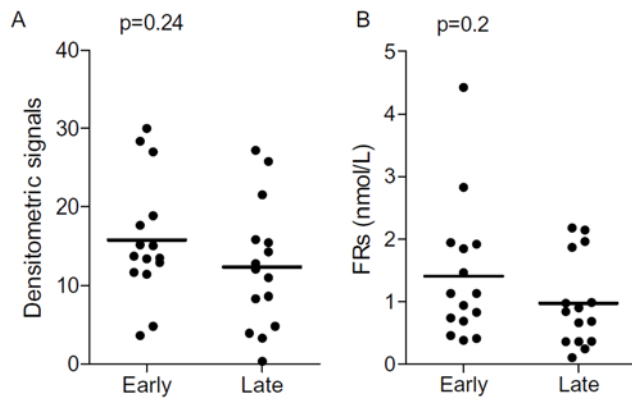 A
p=0.24
Densitometric signals
40
30
20
10
0
Early
Late
B
p=0.2
FRs (nmol/L)
5
4
3
2
1
0
Early
Late